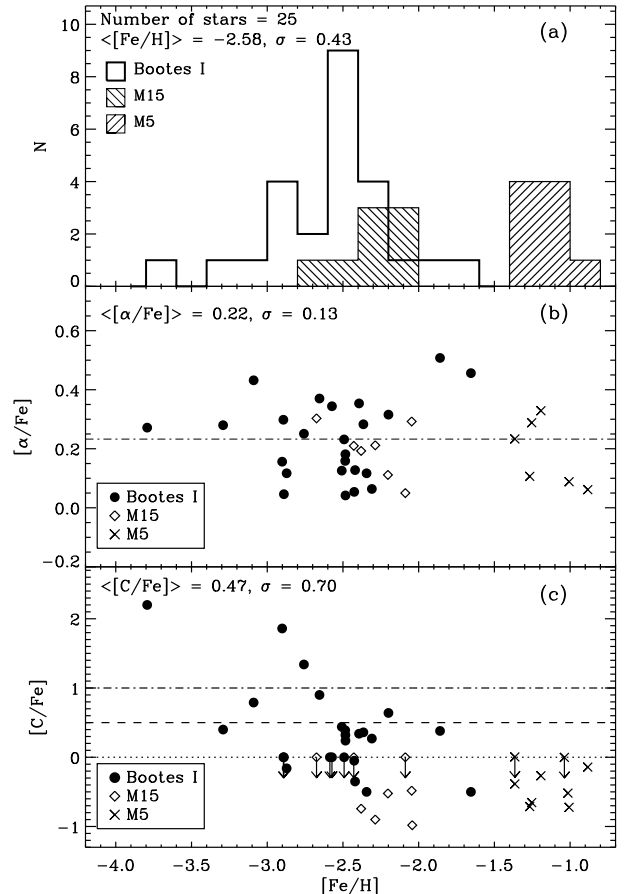 Number of stars = 25
<[Fe/H]> = −2.58, σ = 0.43
(a)
Bootes I
M15
M5
10
8
6
4
2
0
N
<[α/Fe]> = 0.22, σ = 0.13
(b)
0.6
0.4
0.2
0.0
−0.2
[α/Fe]
Bootes I
M15
M5
<[C/Fe]> = 0.47, σ = 0.70
(c)
2
1
0
−1
[C/Fe]
Bootes I
M15
M5
−4.0 −3.5 −3.0 −2.5 −2.0 −1.5 −1.0
[Fe/H]